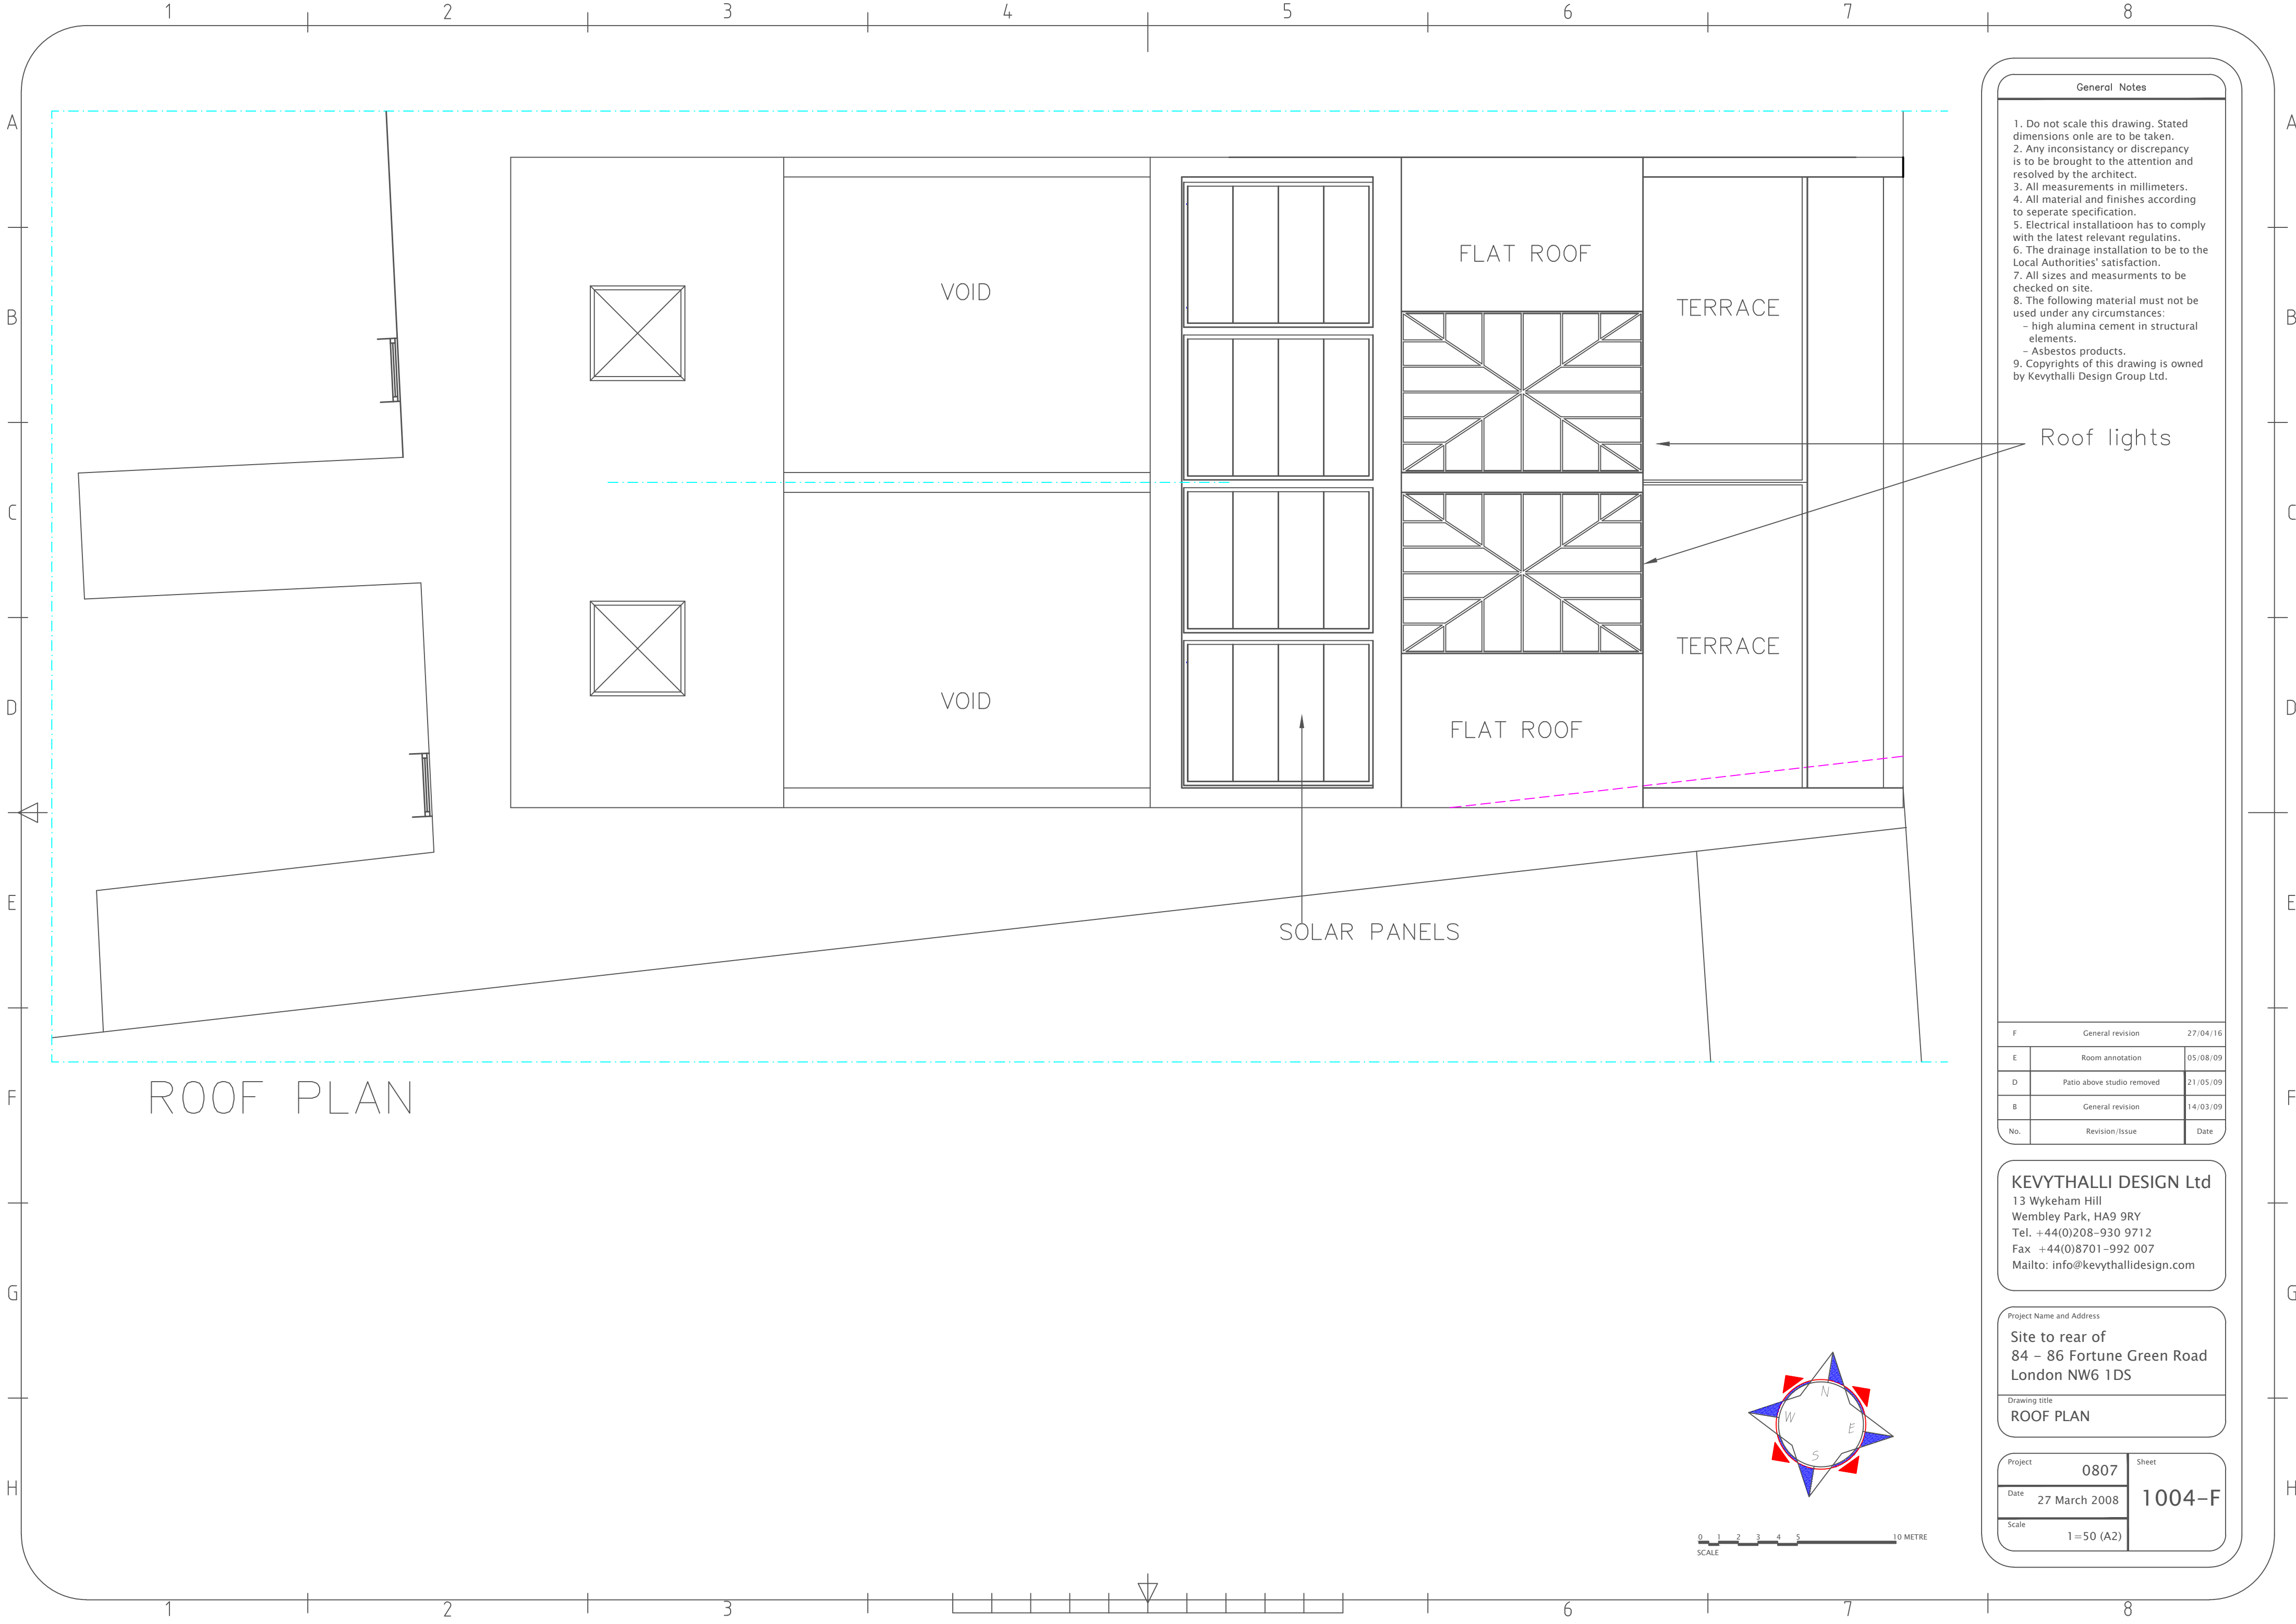 1 2 3 4 5 6 7 8
A A
B B
C C
D D
E E
F F
G G
H H
VOID
FLAT ROOF
TERRACE
Roof lights
VOID
TERRACE
FLAT ROOF
SOLAR PANELS
ROOF PLAN
General Notes
1. Do not scale this drawing. Stated
dimensions onle are to be taken.
2. Any inconsistancy or discrepancy
is to be brought to the attention and
resolved by the architect.
3. All measurements in millimeters.
4. All material and finishes according
to seperate specification.
5. Electrical installatioon has to comply
with the latest relevant regulatins.
6. The drainage installation to be to the
Local Authorities' satisfaction.
7. All sizes and measurments to be
checked on site.
8. The following material must not be
used under any circumstances:
- high alumina cement in structural
elements.
- Asbestos products.
9. Copyrights of this drawing is owned
by Kevythalli Design Group Ltd.
F General revision 27/04/16
E Room annotation 05/08/09
D Patio above studio removed 21/05/09
B General revision 14/03/09
No. Revision/Issue Date
KEVYTHALLI DESIGN Ltd
13 Wykeham Hill
Wembley Park, HA9 9RY
Tel. +44(0)208-930 9712
Fax +44(0)8701-992 007
Mailto: info@kevythallidesign.com
Project Name and Address
Site to rear of
84 - 86 Fortune Green Road
London NW6 1DS
Drawing title
ROOF PLAN
Project 0807
Date 27 March 2008
Scale 1=50 (A2)
Sheet
1004-F
N
W
E
S
0 1 2 3 4 5 10 METRE
SCALE
1 2 3 6 7 8